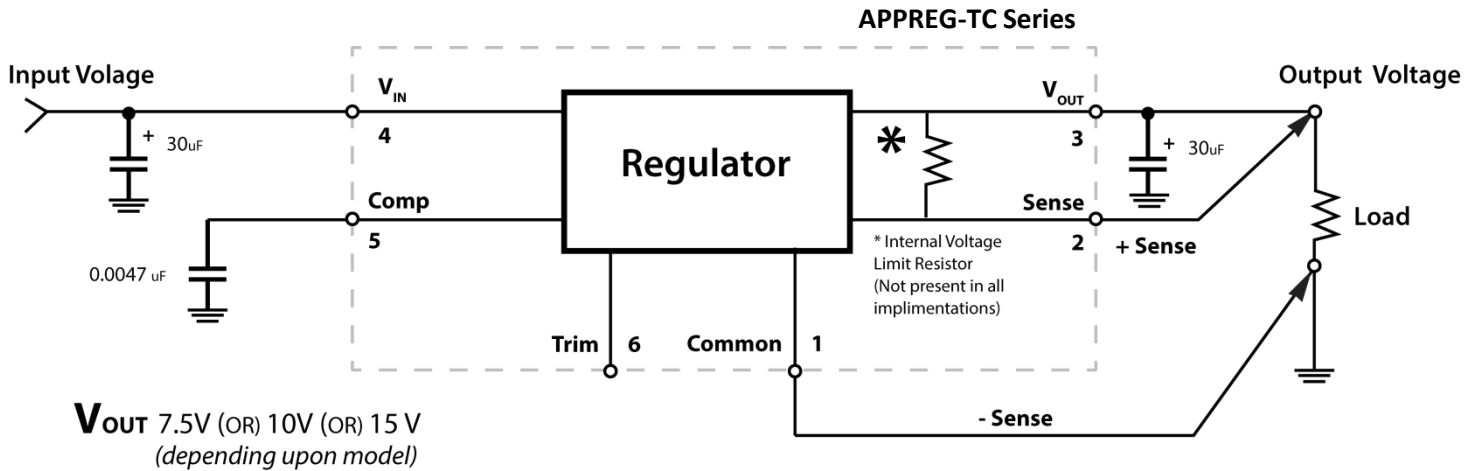 APPREG-TC Series
Input Volage
Output Voltage
VIN
VOUT
4
3
+ 30uF
+ 30uF
*
Regulator
Comp
Sense
5
2
+ Sense
Load
0.0047 uF
* Internal Voltage
Limit Resistor
(Not present in all
implimentations)
Trim 6
Common 1
- Sense
VOUT 7.5V (OR) 10V (OR) 15 V
(depending upon model)